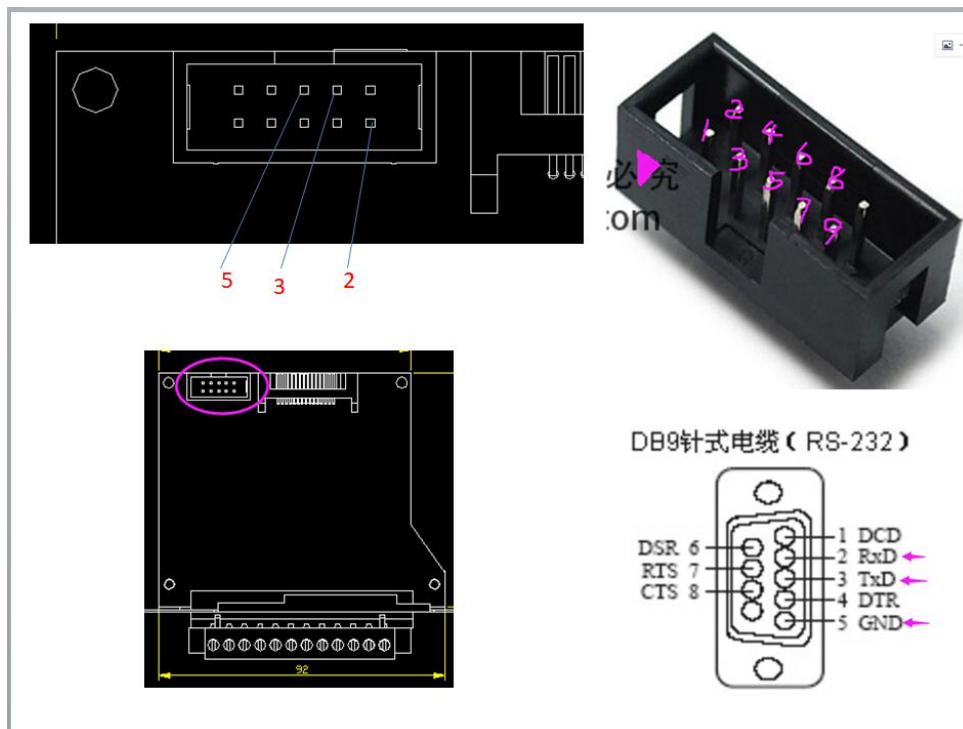 5
3
2
1
2
3
4
5
6
7
8
9
必究
:om
92
DB9针式电缆（RS-232）
DSR 6
RTS 7
CTS 8
1 DCD
2 RxD
3 TxD
4 DTR
5 GND